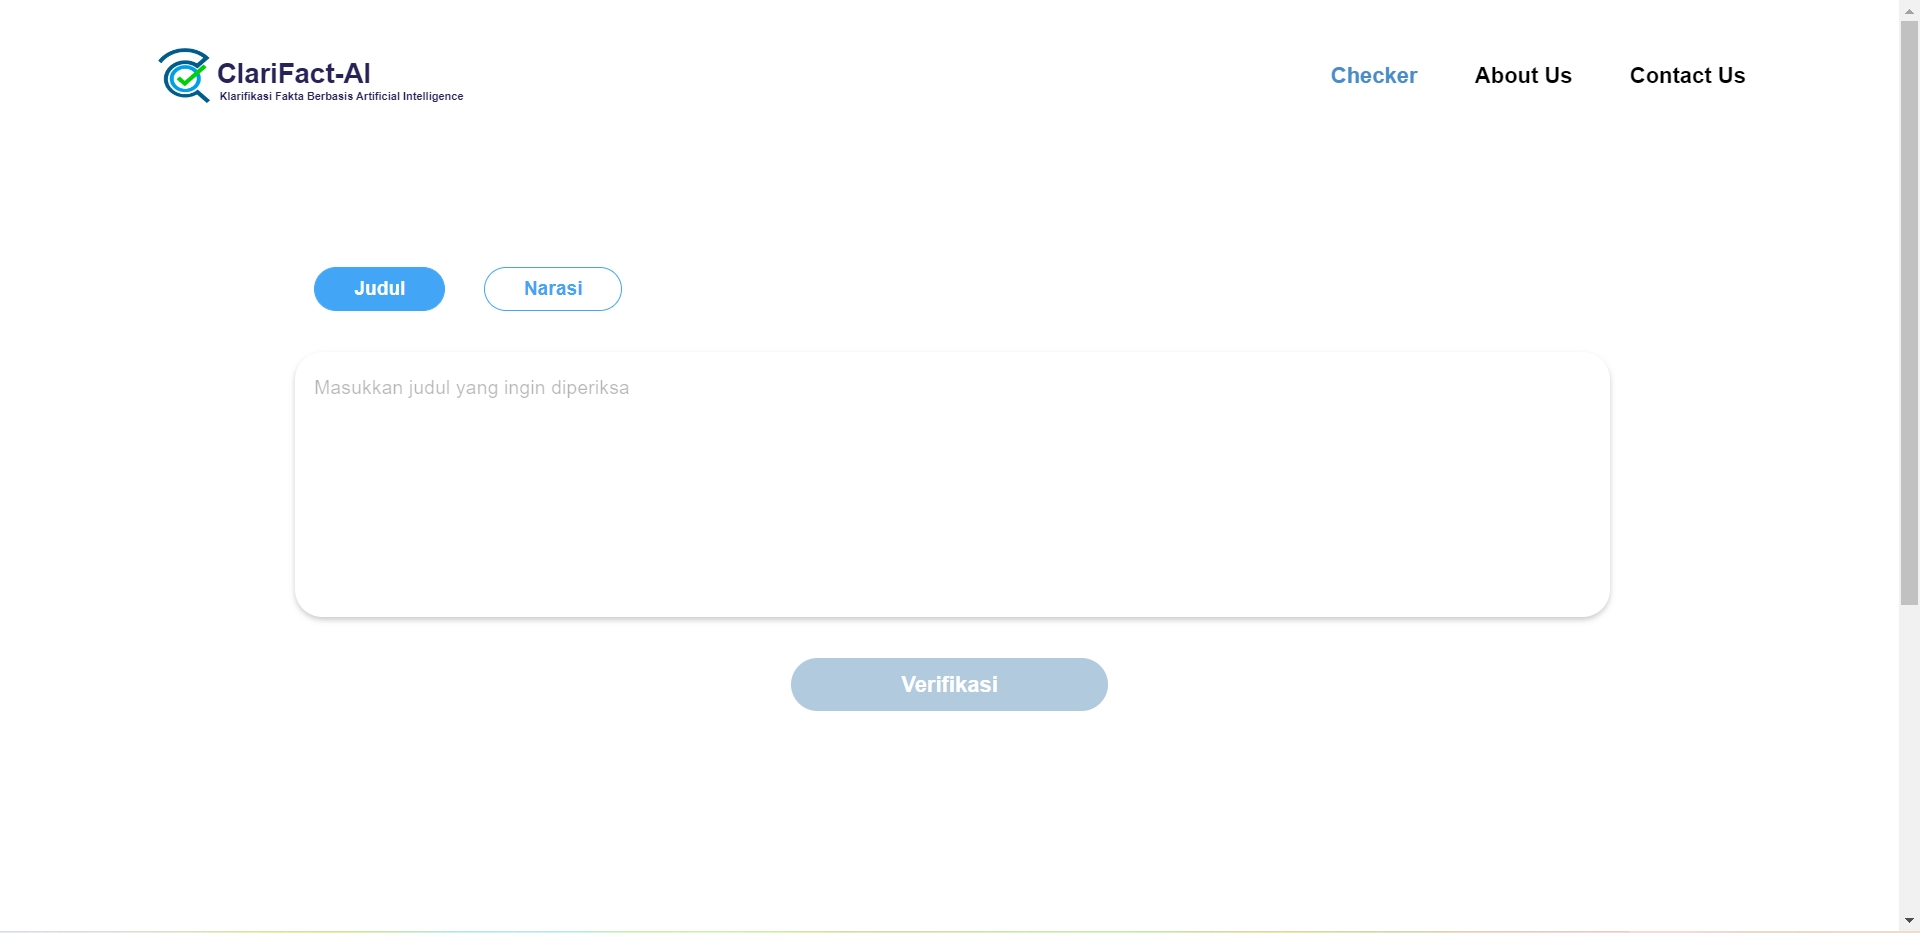 ClariFact-AI
Klarifikasi Fakta Berbasis Artificial Intelligence
Checker About Us Contact Us
Judul Narasi
Masukkan judul yang ingin diperiksa
Verifikasi